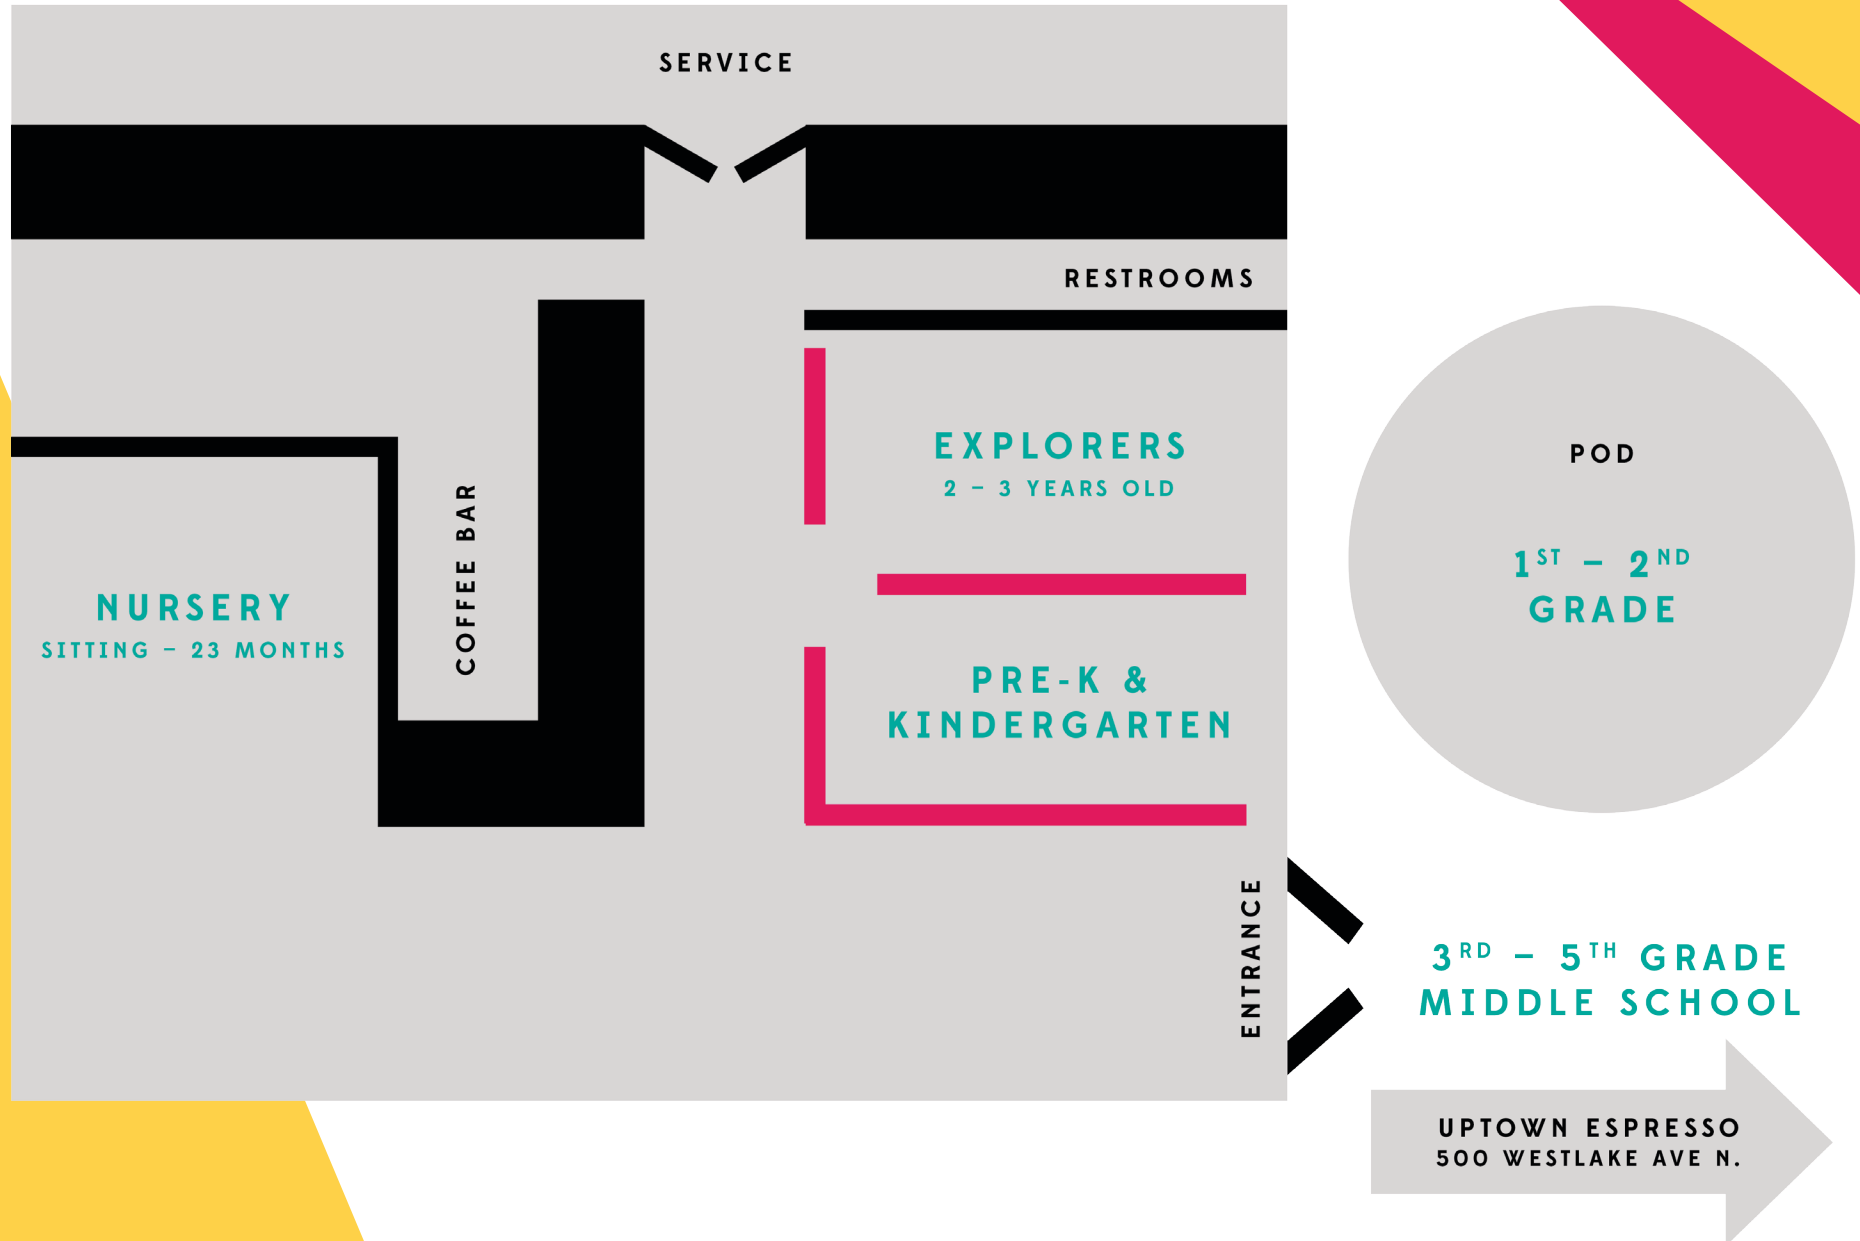 SERVICE
RESTROOMS
EXPLORERS
2 – 3 YEARS OLD
POD
1ST – 2ND
GRADE
COFFEE BAR
NURSERY
SITTING – 23 MONTHS
PRE-K &
KINDERGARTEN
ENTRANCE
3RD – 5TH GRADE
MIDDLE SCHOOL
UPTOWN ESPRESSO
500 WESTLAKE AVE N.